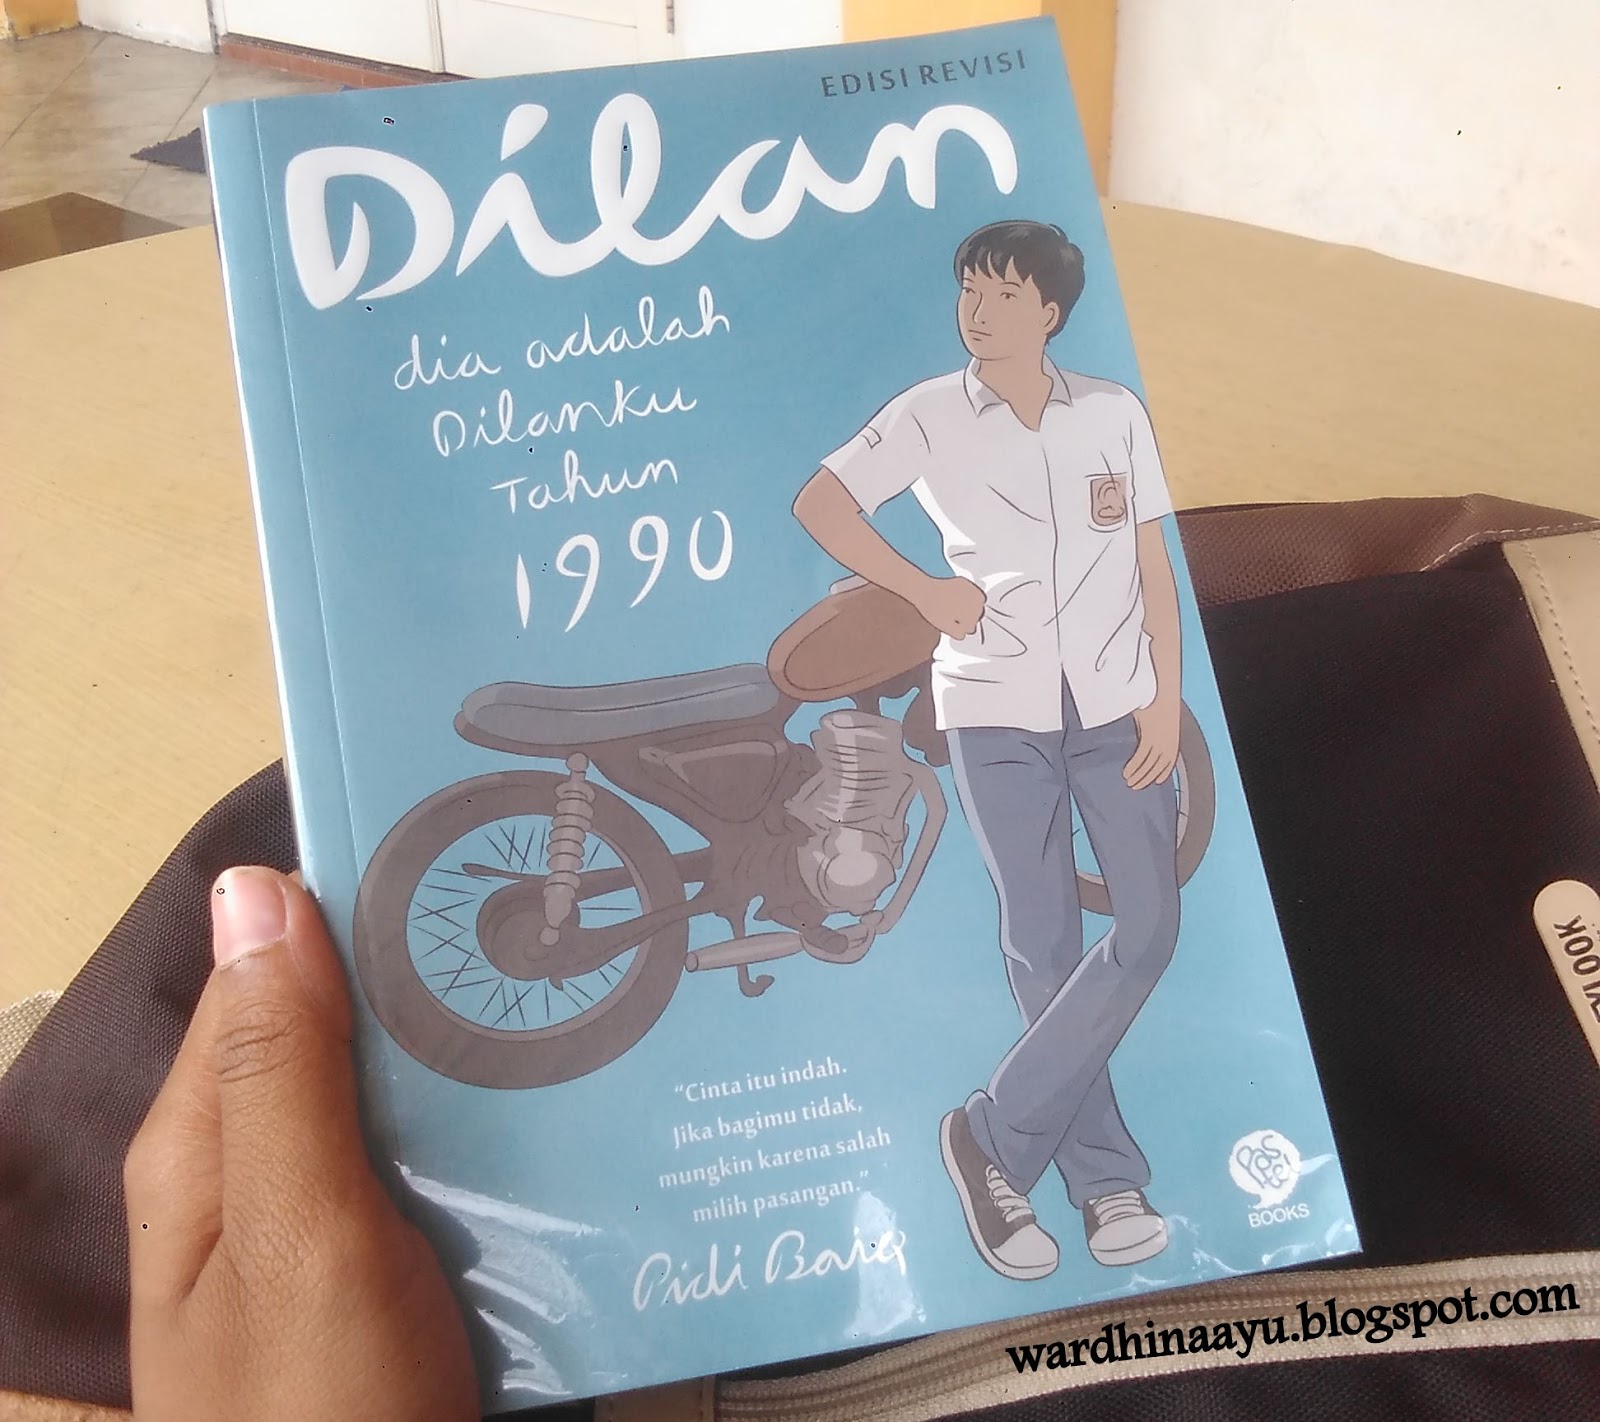 EDISI REVISI
Dilan
dia adalah
Dilanku
Tahun
1990
“Cinta itu indah.
Jika bagimu tidak,
mungkin karena salah
milih pasangan.”
Pidi Baiq
Pastel
BOOKS
wardhinaayu.blogspot.com